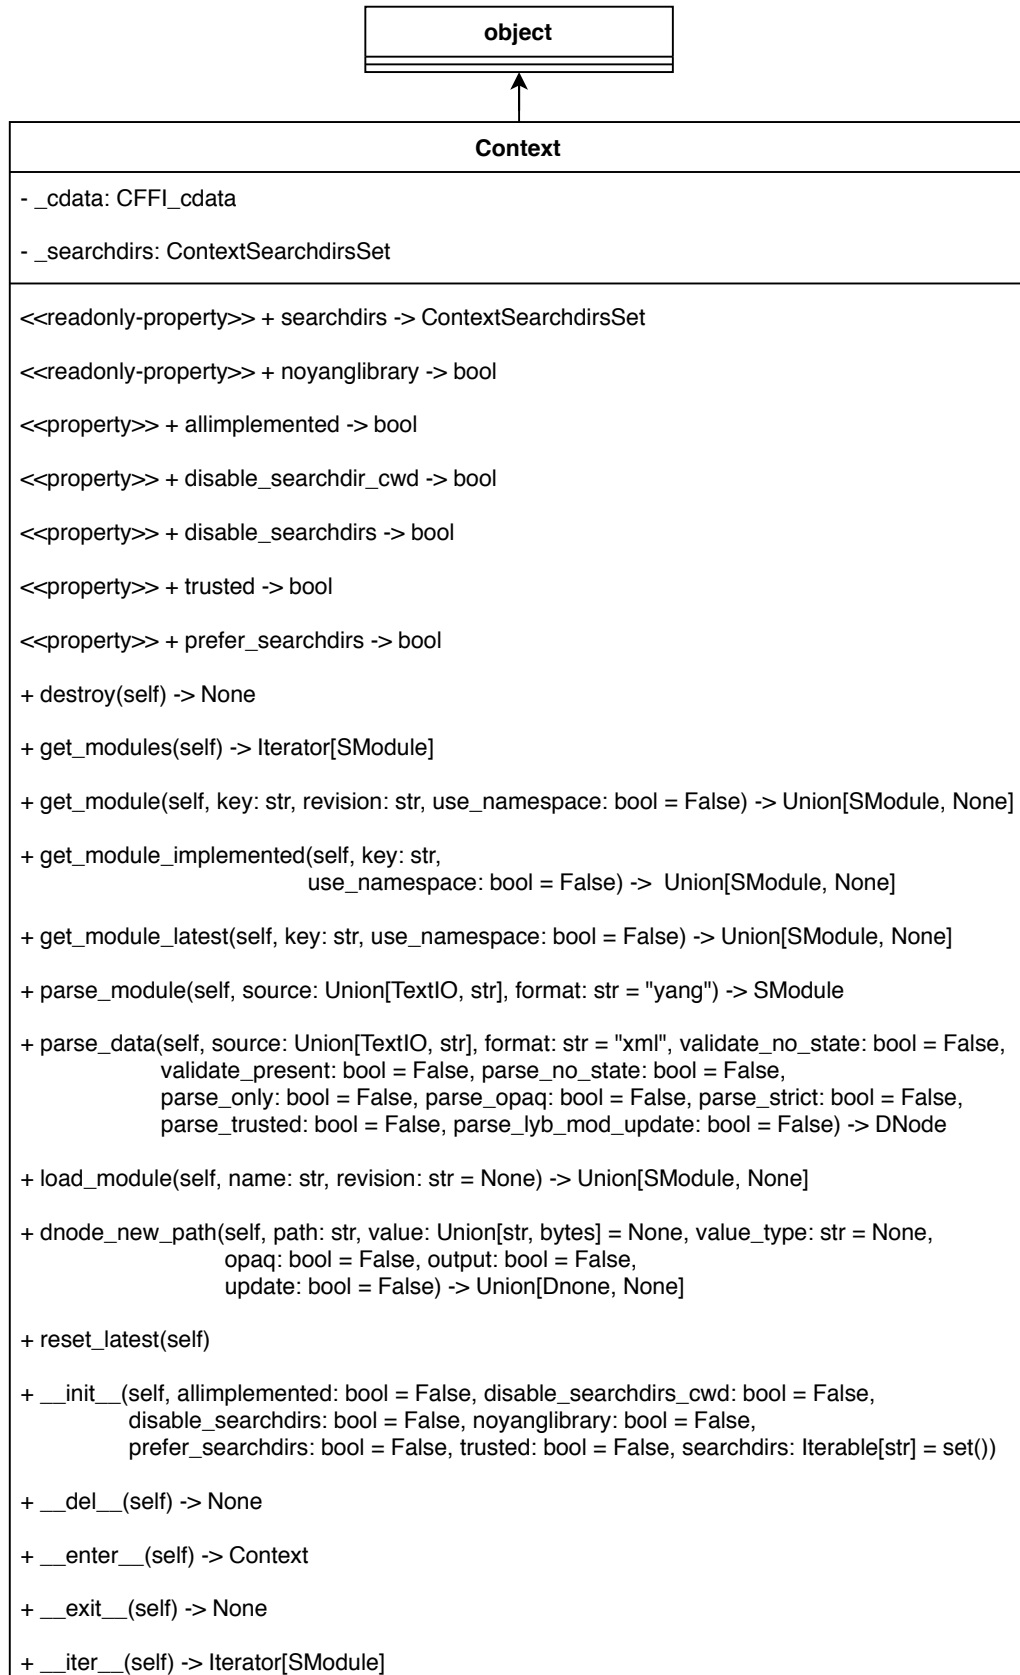 object
Context
- _cdata: CFFI_cdata
- _searchdirs: ContextSearchdirsSet
<<readonly-property>> + searchdirs -> ContextSearchdirsSet
<<readonly-property>> + noyanglibrary -> bool
<<property>> + allimplemented -> bool
<<property>> + disable_searchdir_cwd -> bool
<<property>> + disable_searchdirs -> bool
<<property>> + trusted -> bool
<<property>> + prefer_searchdirs -> bool
+ destroy(self) -> None
+ get_modules(self) -> Iterator[SModule]
+ get_module(self, key: str, revision: str, use_namespace: bool = False) -> Union[SModule, None]
+ get_module_implemented(self, key: str,
use_namespace: bool = False) -> Union[SModule, None]
+ get_module_latest(self, key: str, use_namespace: bool = False) -> Union[SModule, None]
+ parse_module(self, source: Union[TextIO, str], format: str = "yang") -> SModule
+ parse_data(self, source: Union[TextIO, str], format: str = "xml", validate_no_state: bool = False,
validate_present: bool = False, parse_no_state: bool = False,
parse_only: bool = False, parse_opaq: bool = False, parse_strict: bool = False,
parse_trusted: bool = False, parse_lyb_mod_update: bool = False) -> DNode
+ load_module(self, name: str, revision: str = None) -> Union[SModule, None]
+ dnode_new_path(self, path: str, value: Union[str, bytes] = None, value_type: str = None,
opaq: bool = False, output: bool = False,
update: bool = False) -> Union[Dnone, None]
+ reset_latest(self)
+ __init__(self, allimplemented: bool = False, disable_searchdirs_cwd: bool = False,
disable_searchdirs: bool = False, noyanglibrary: bool = False,
prefer_searchdirs: bool = False, trusted: bool = False, searchdirs: Iterable[str] = set())
+ __del__(self) -> None
+ __enter__(self) -> Context
+ __exit__(self) -> None
+ __iter__(self) -> Iterator[SModule]